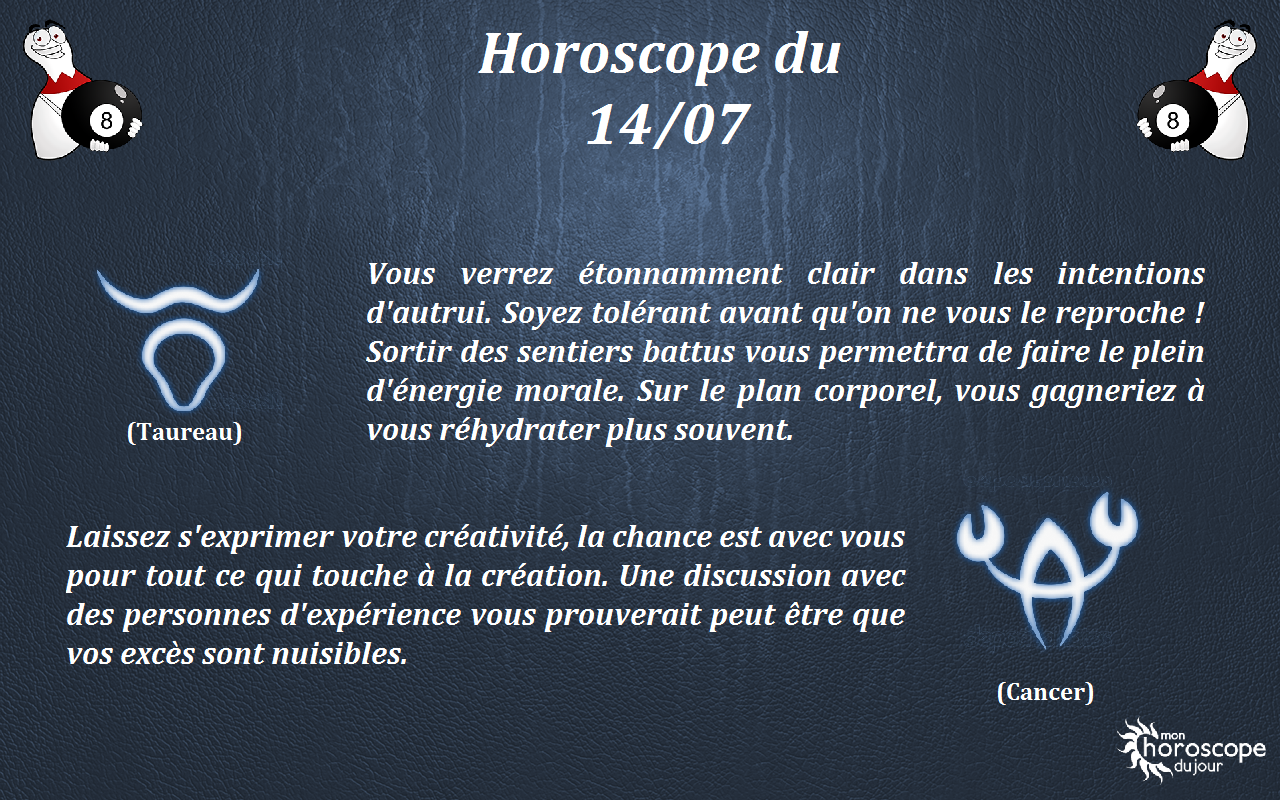 Horoscope du
14/07
8
8
Vous verrez étonnamment clair dans les intentions
d'autrui. Soyez tolérant avant qu'on ne vous le reproche !
Sortir des sentiers battus vous permettra de faire le plein
d'énergie morale. Sur le plan corporel, vous gagneriez à
vous réhydrater plus souvent.
(Taureau)
Laissez s'exprimer votre créativité, la chance est avec vous
pour tout ce qui touche à la création. Une discussion avec
des personnes d'expérience vous prouverait peut être que
vos excès sont nuisibles.
(Cancer)
mon
horoscope
du jour